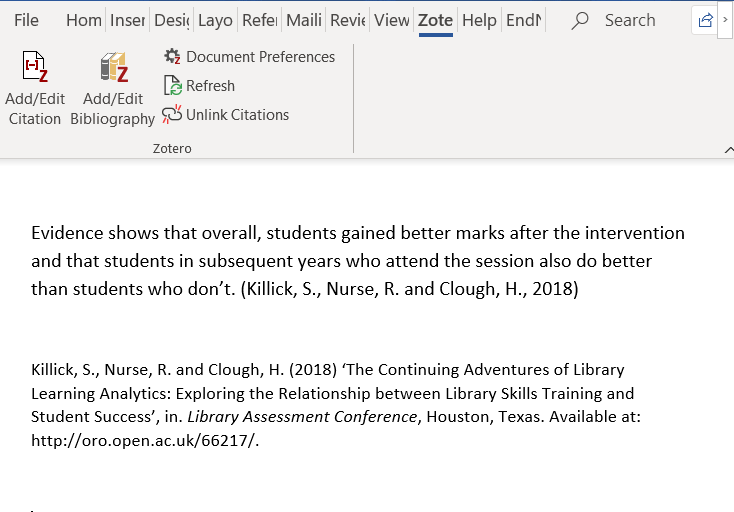 File Hom Inser Desig Layo Refer Maili Revie View Zote Help EndN Search
Add/Edit Citation
Add/Edit Bibliography
Document Preferences
Refresh
Unlink Citations
Zotero
Evidence shows that overall, students gained better marks after the intervention
and that students in subsequent years who attend the session also do better
than students who don’t. (Killick, S., Nurse, R. and Clough, H., 2018)
Killick, S., Nurse, R. and Clough, H. (2018) ‘The Continuing Adventures of Library
Learning Analytics: Exploring the Relationship between Library Skills Training and
Student Success’, in. Library Assessment Conference, Houston, Texas. Available at:
http://oro.open.ac.uk/66217/.